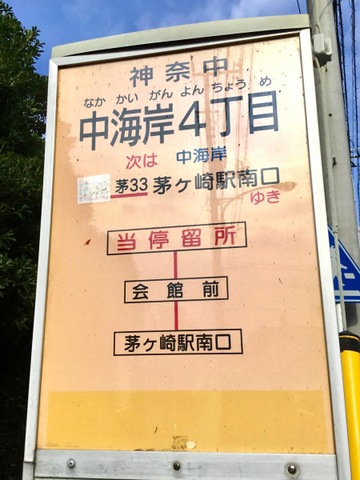 神奈中
なか かい がん よん ちょう め
中海岸4丁目
次は 中海岸
茅33 茅ヶ崎駅南口
ゆき
当停留所
会館前
茅ヶ崎駅南口